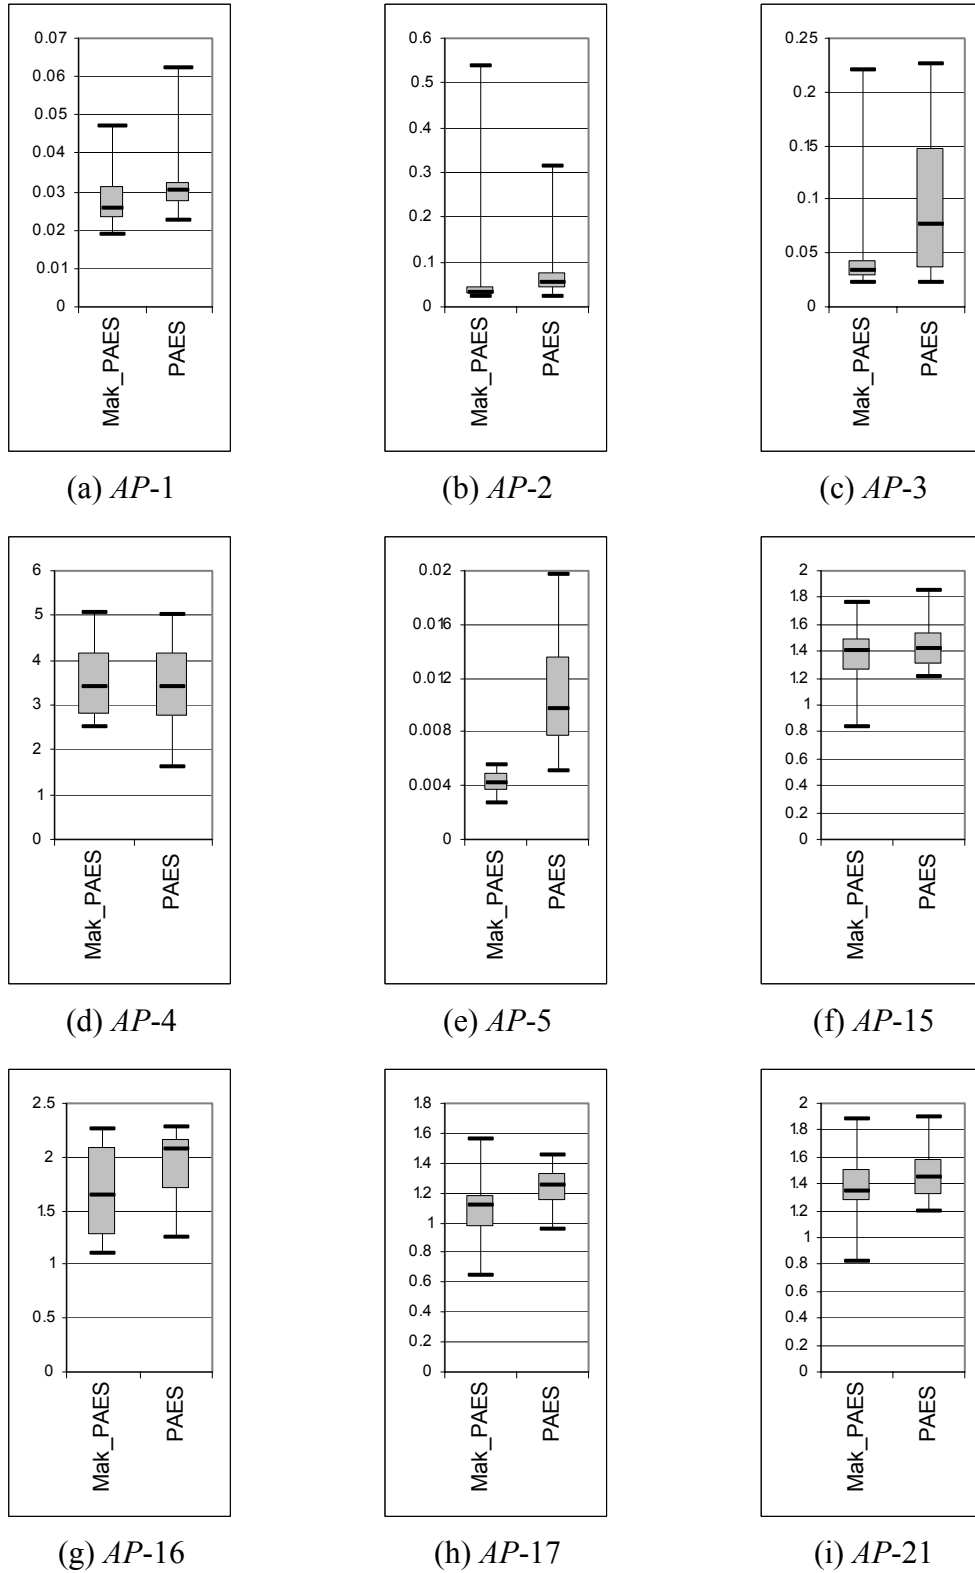 0.07
0.06
0.05
0.04
0.03
0.02
0.01
0
Mak_PAES
PAES
(a) AP-1
0.6
0.5
0.4
0.3
0.2
0.1
0
Mak_PAES
PAES
(b) AP-2
0.25
0.2
0.15
0.1
0.05
0
Mak_PAES
PAES
(c) AP-3
6
5
4
3
2
1
0
Mak_PAES
PAES
(d) AP-4
0.02
0.016
0.012
0.008
0.004
0
Mak_PAES
PAES
(e) AP-5
2
1.8
1.6
1.4
1.2
1
0.8
0.6
0.4
0.2
0
Mak_PAES
PAES
(f) AP-15
2.5
2
1.5
1
0.5
0
Mak_PAES
PAES
(g) AP-16
1.8
1.6
1.4
1.2
1
0.8
0.6
0.4
0.2
0
Mak_PAES
PAES
(h) AP-17
2
1.8
1.6
1.4
1.2
1
0.8
0.6
0.4
0.2
0
Mak_PAES
PAES
(i) AP-21